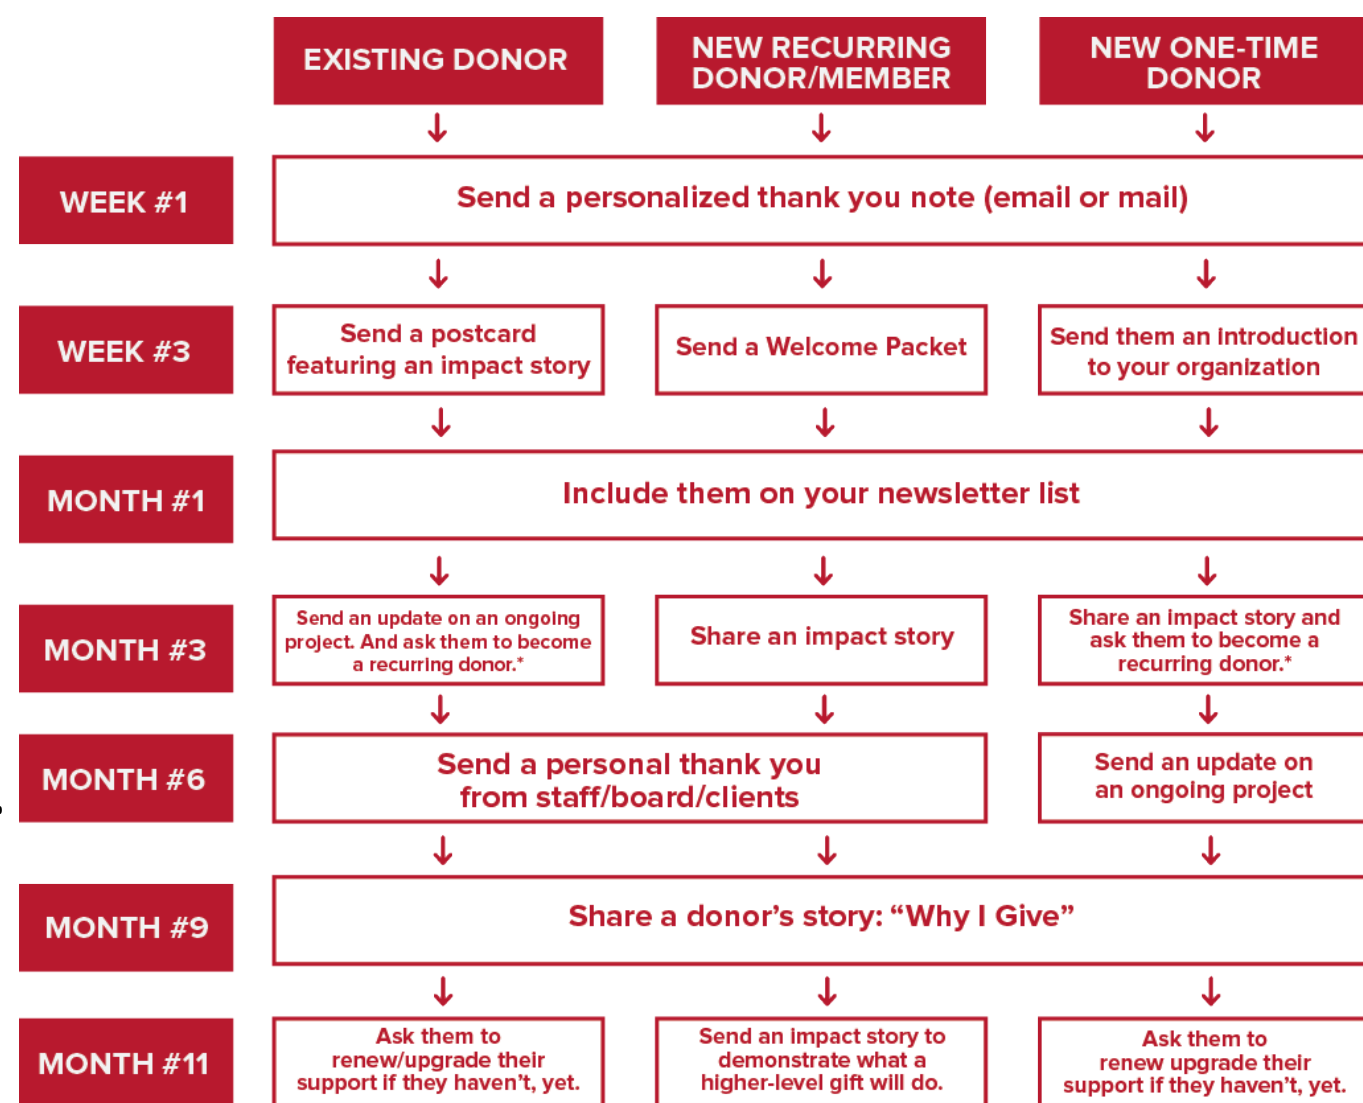 EXISTING DONOR
NEW RECURRING
DONOR/MEMBER
NEW ONE-TIME
DONOR
WEEK #1
Send a personalized thank you note (email or mail)
WEEK #3
Send a postcard
featuring an impact story
Send a Welcome Packet
Send them an introduction
to your organization
MONTH #1
Include them on your newsletter list
MONTH #3
Send an update on an ongoing
project. And ask them to become
a recurring donor.*
Share an impact story
Share an impact story and
ask them to become a
recurring donor.*
MONTH #6
Send a personal thank you
from staff/board/clients
Send an update on
an ongoing project
MONTH #9
Share a donor’s story: “Why I Give”
MONTH #11
Ask them to
renew/upgrade their
support if they haven’t, yet.
Send an impact story to
demonstrate what a
higher-level gift will do.
Ask them to
renew upgrade their
support if they haven’t, yet.